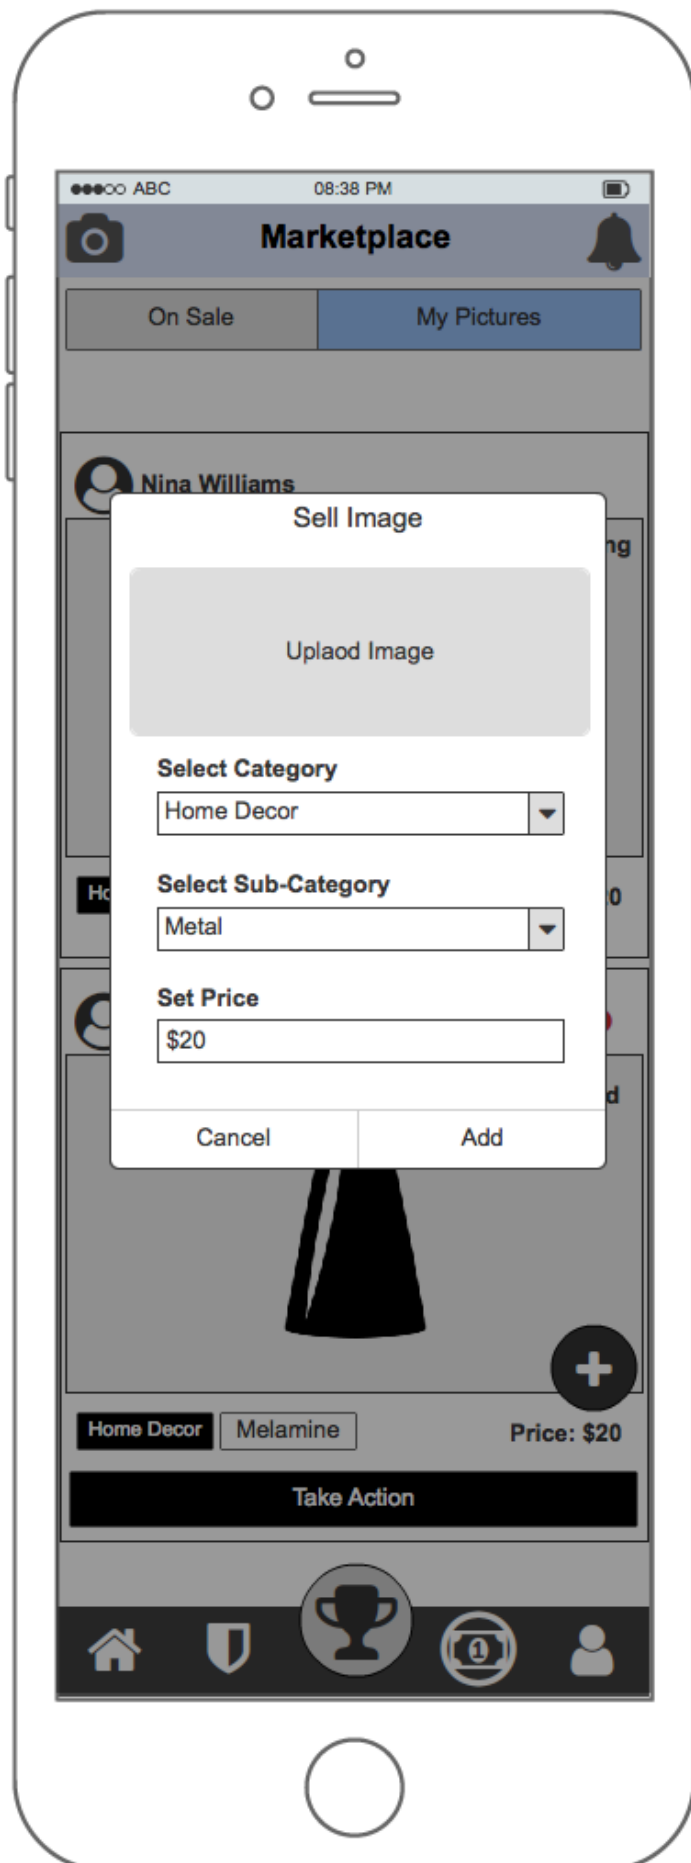 ABC 08:38 PM
Marketplace
On Sale My Pictures
Nina Williams
Sell Image
Uplaod Image
Select Category
Home Decor
Select Sub-Category
Metal
Set Price
$20
Cancel Add
Home Decor Melamine Price: $20
Take Action
1